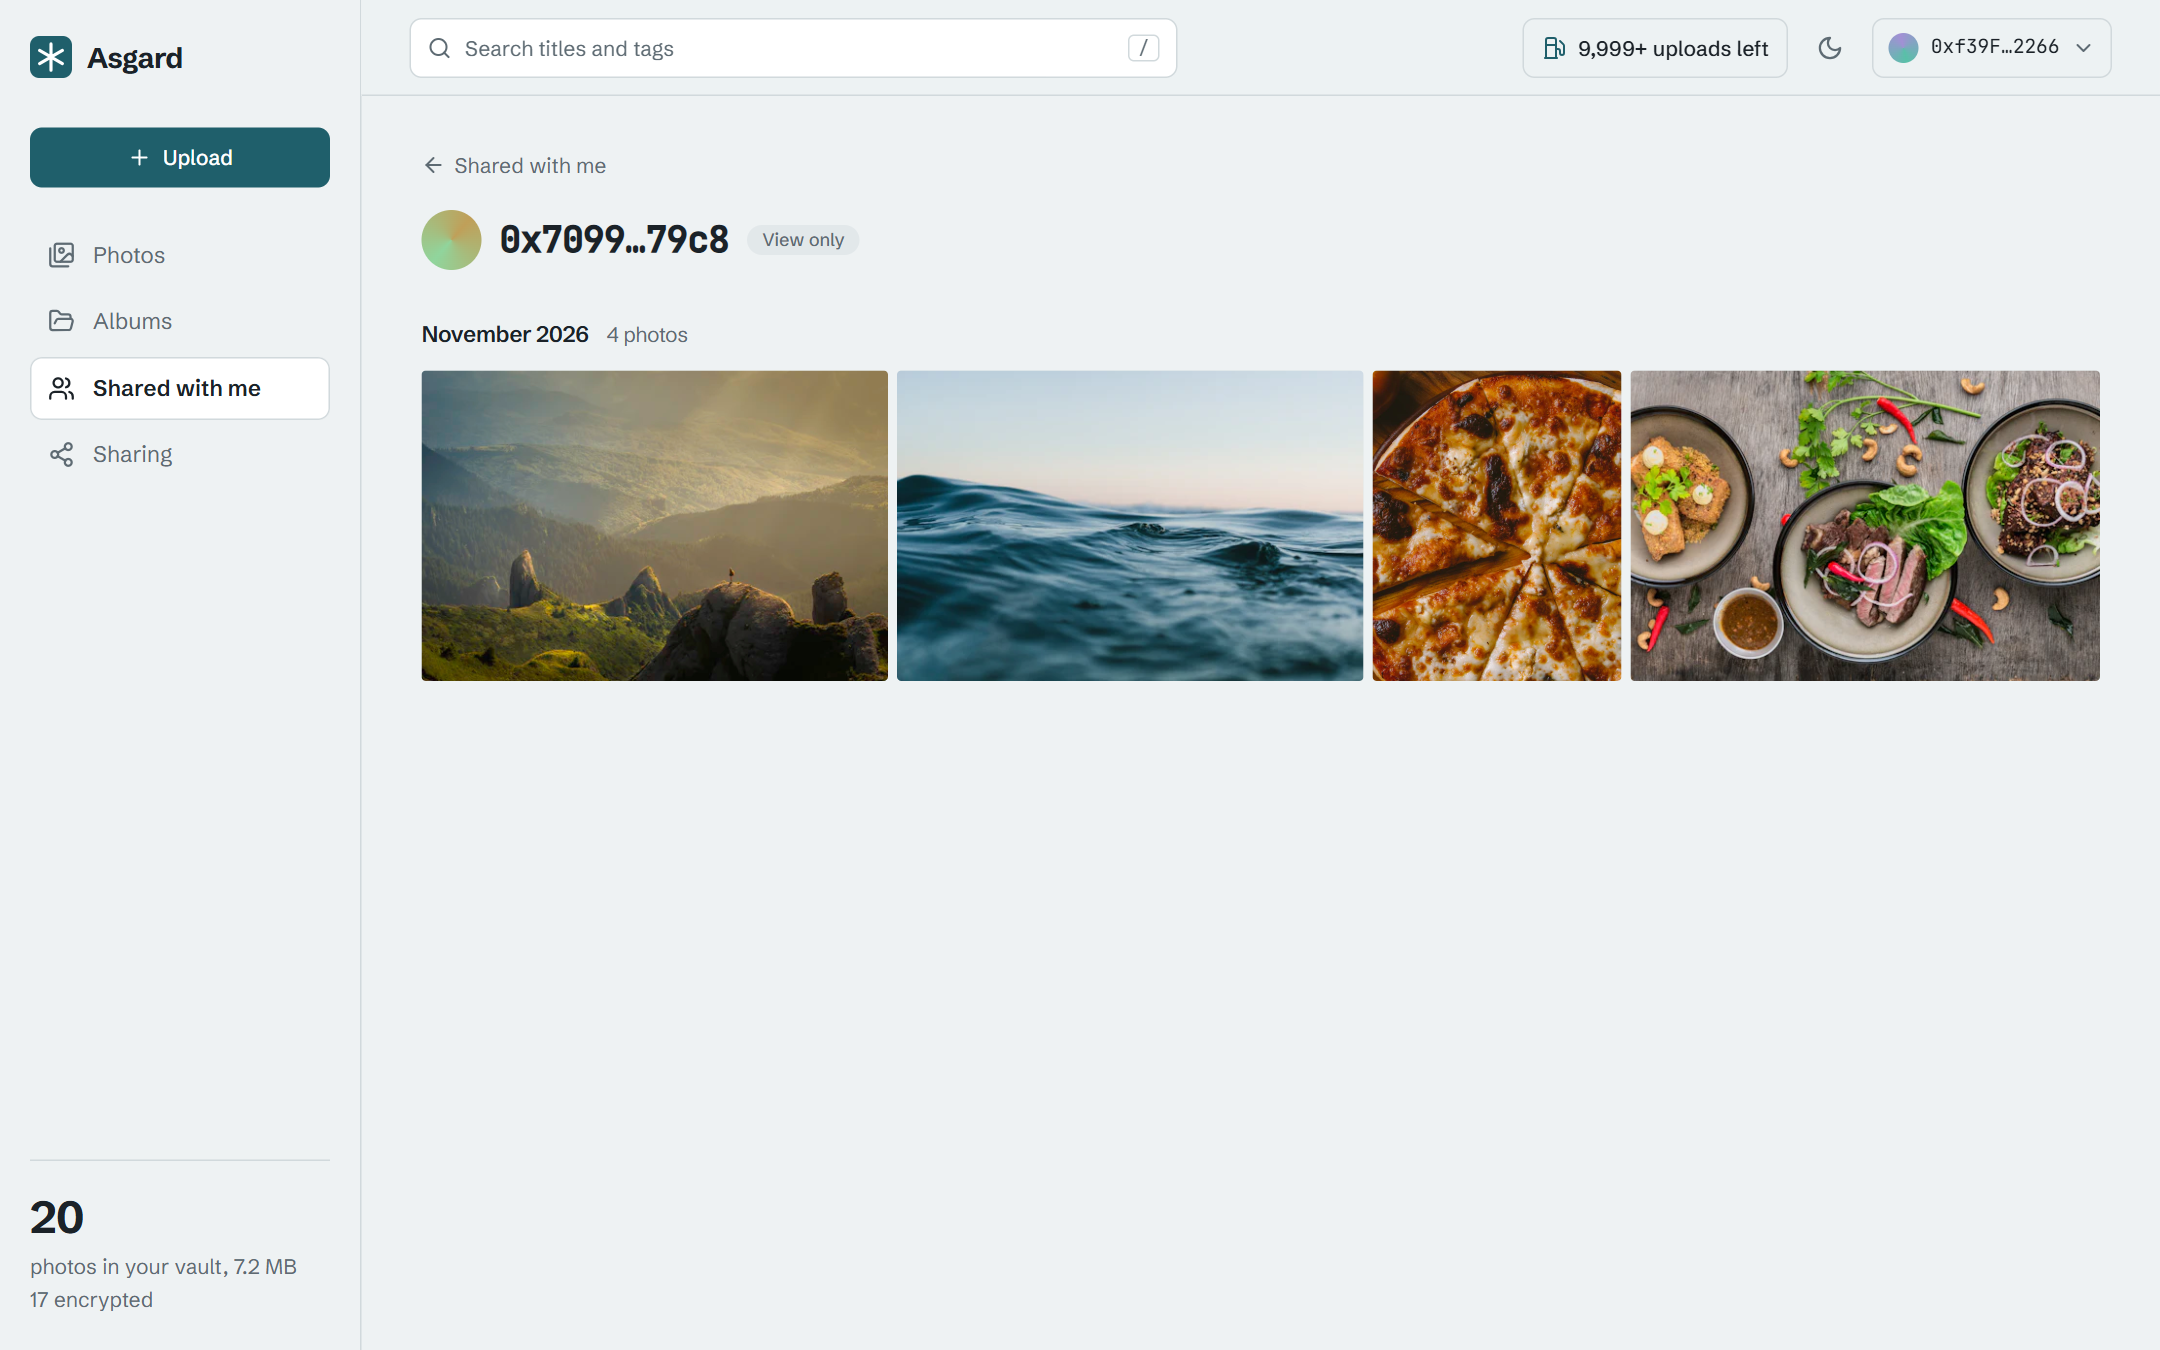 Asgard
Search titles and tags
/
9,999+ uploads left
0xf39F…2266
Upload
Photos
Albums
Shared with me
Sharing
Shared with me
0x7099…79c8
View only
November 2026
4 photos
20
photos in your vault, 7.2 MB
17 encrypted